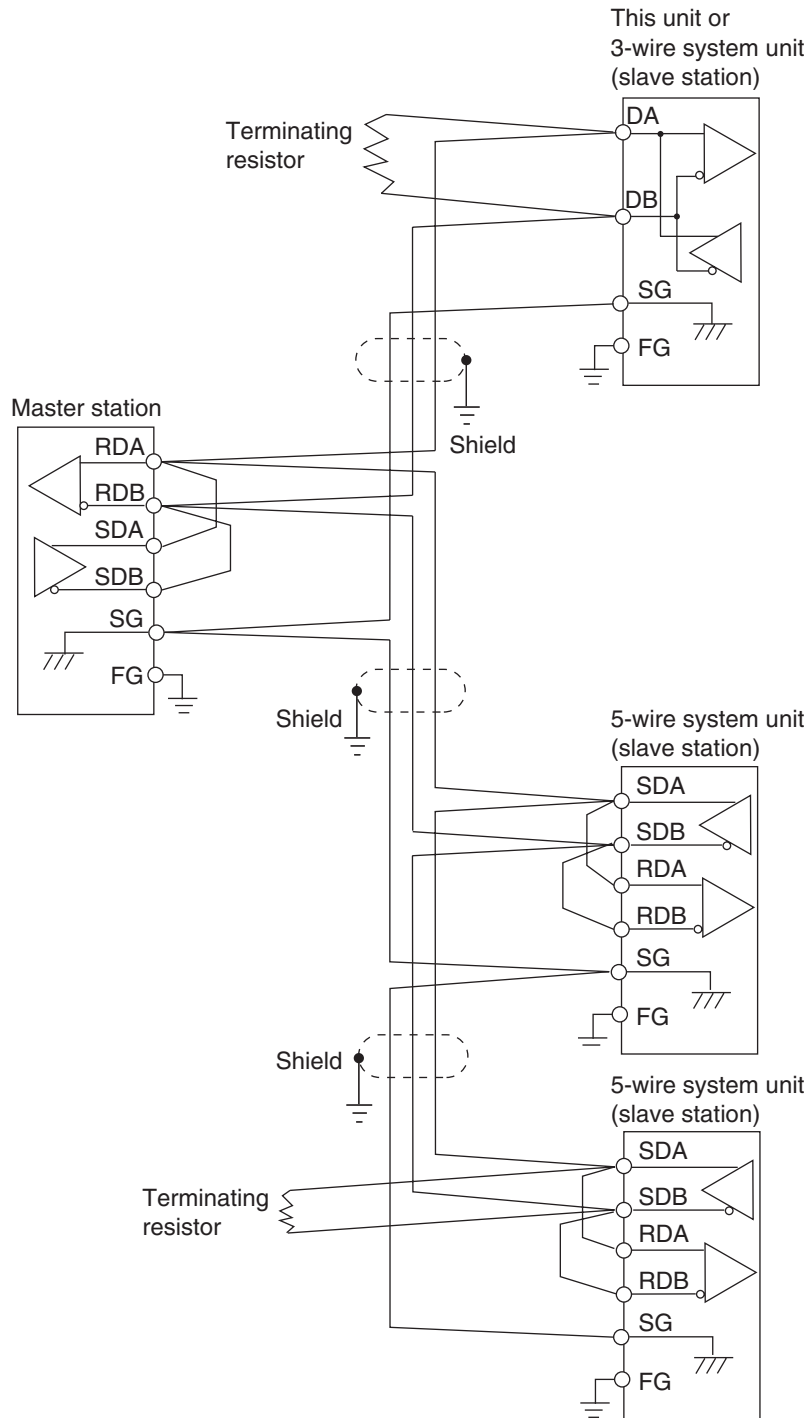 This unit or
3-wire system unit
(slave station)
Terminating
resistor
DA
DB
SG
FG
Shield
Master station
RDA
RDB
SDA
SDB
SG
FG
Shield
5-wire system unit
(slave station)
SDA
SDB
RDA
RDB
SG
FG
Shield
5-wire system unit
(slave station)
Terminating
resistor
SDA
SDB
RDA
RDB
SG
FG